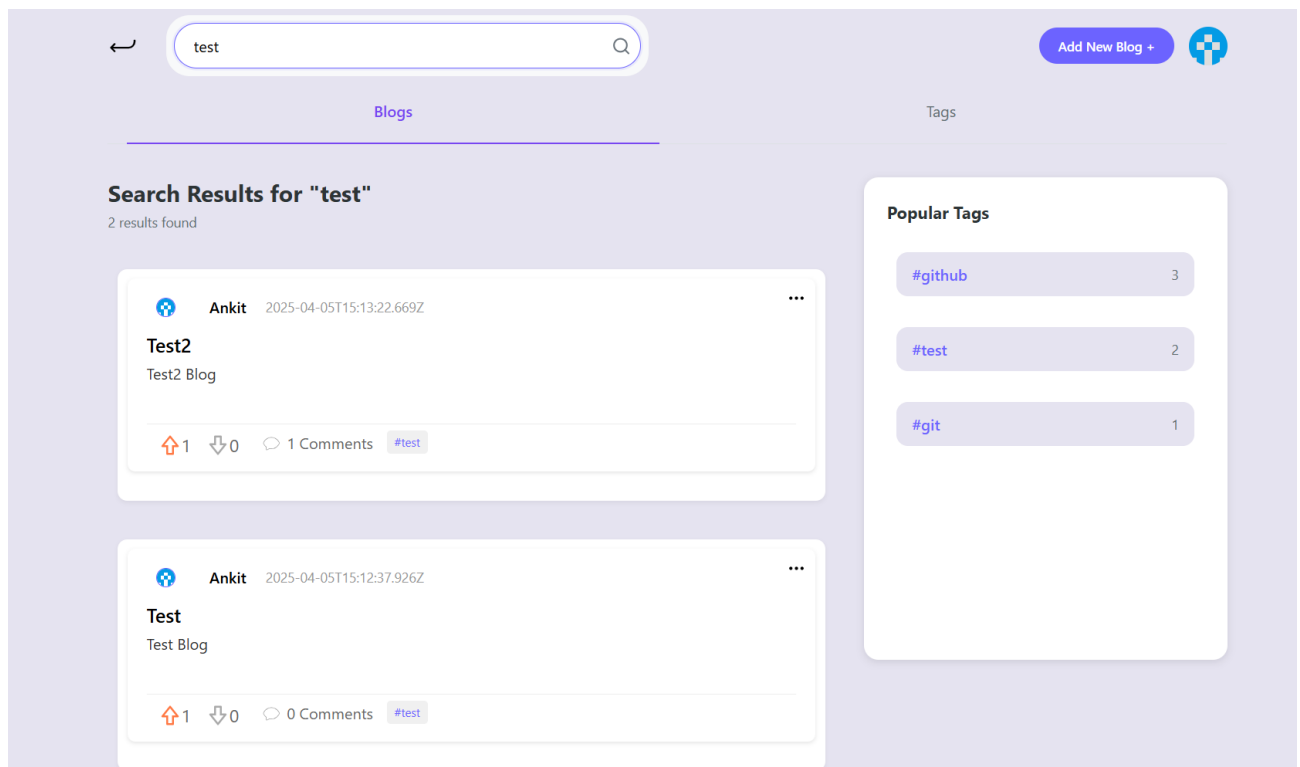 test
Add New Blog +
Blogs
Tags
Search Results for "test"
2 results found
Ankit 2025-04-05T15:13:22.669Z
Test2
Test2 Blog
1 0 1 Comments #test
Ankit 2025-04-05T15:12:37.926Z
Test
Test Blog
1 0 0 Comments #test
Popular Tags
#github 3
#test 2
#git 1